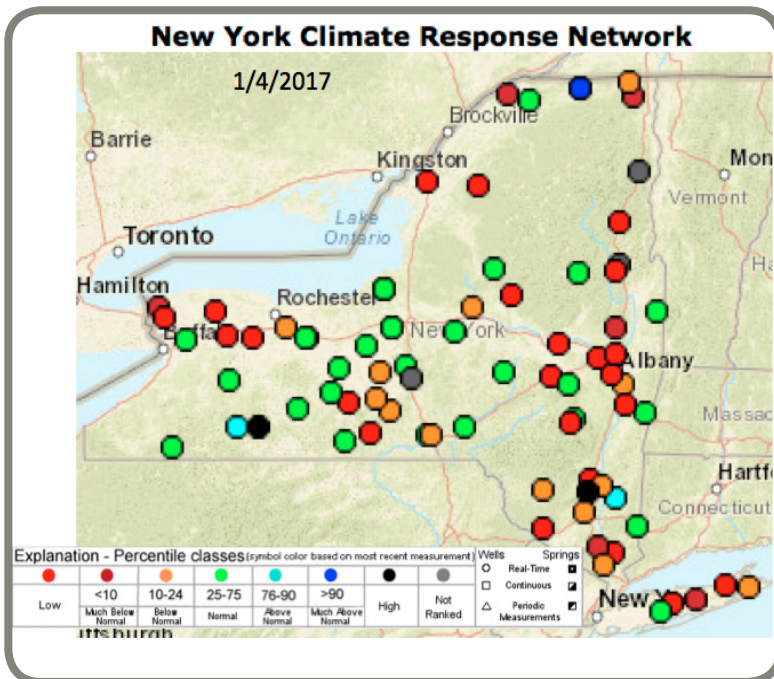 New York Climate Response Network
1/4/2017
Brockville
Barrie
Kingston
Mon
Vermont
Lake
Ontario
Toronto
Ha
Hamilton
Rochester
New York
Buffa
Albany
Massac
Hartf
Connecticut
Explanation - Percentile classes (symbol color based on most recent measurement)
Wells Springs
Real-Time
Continuous
Periodic
Measurements
Low
<10
Much Below
Normal
10-24
Below
Normal
25-75
Normal
76-90
Above
Normal
>90
Much Above
Normal
High
Not
Ranked
New Y
ttsburgh